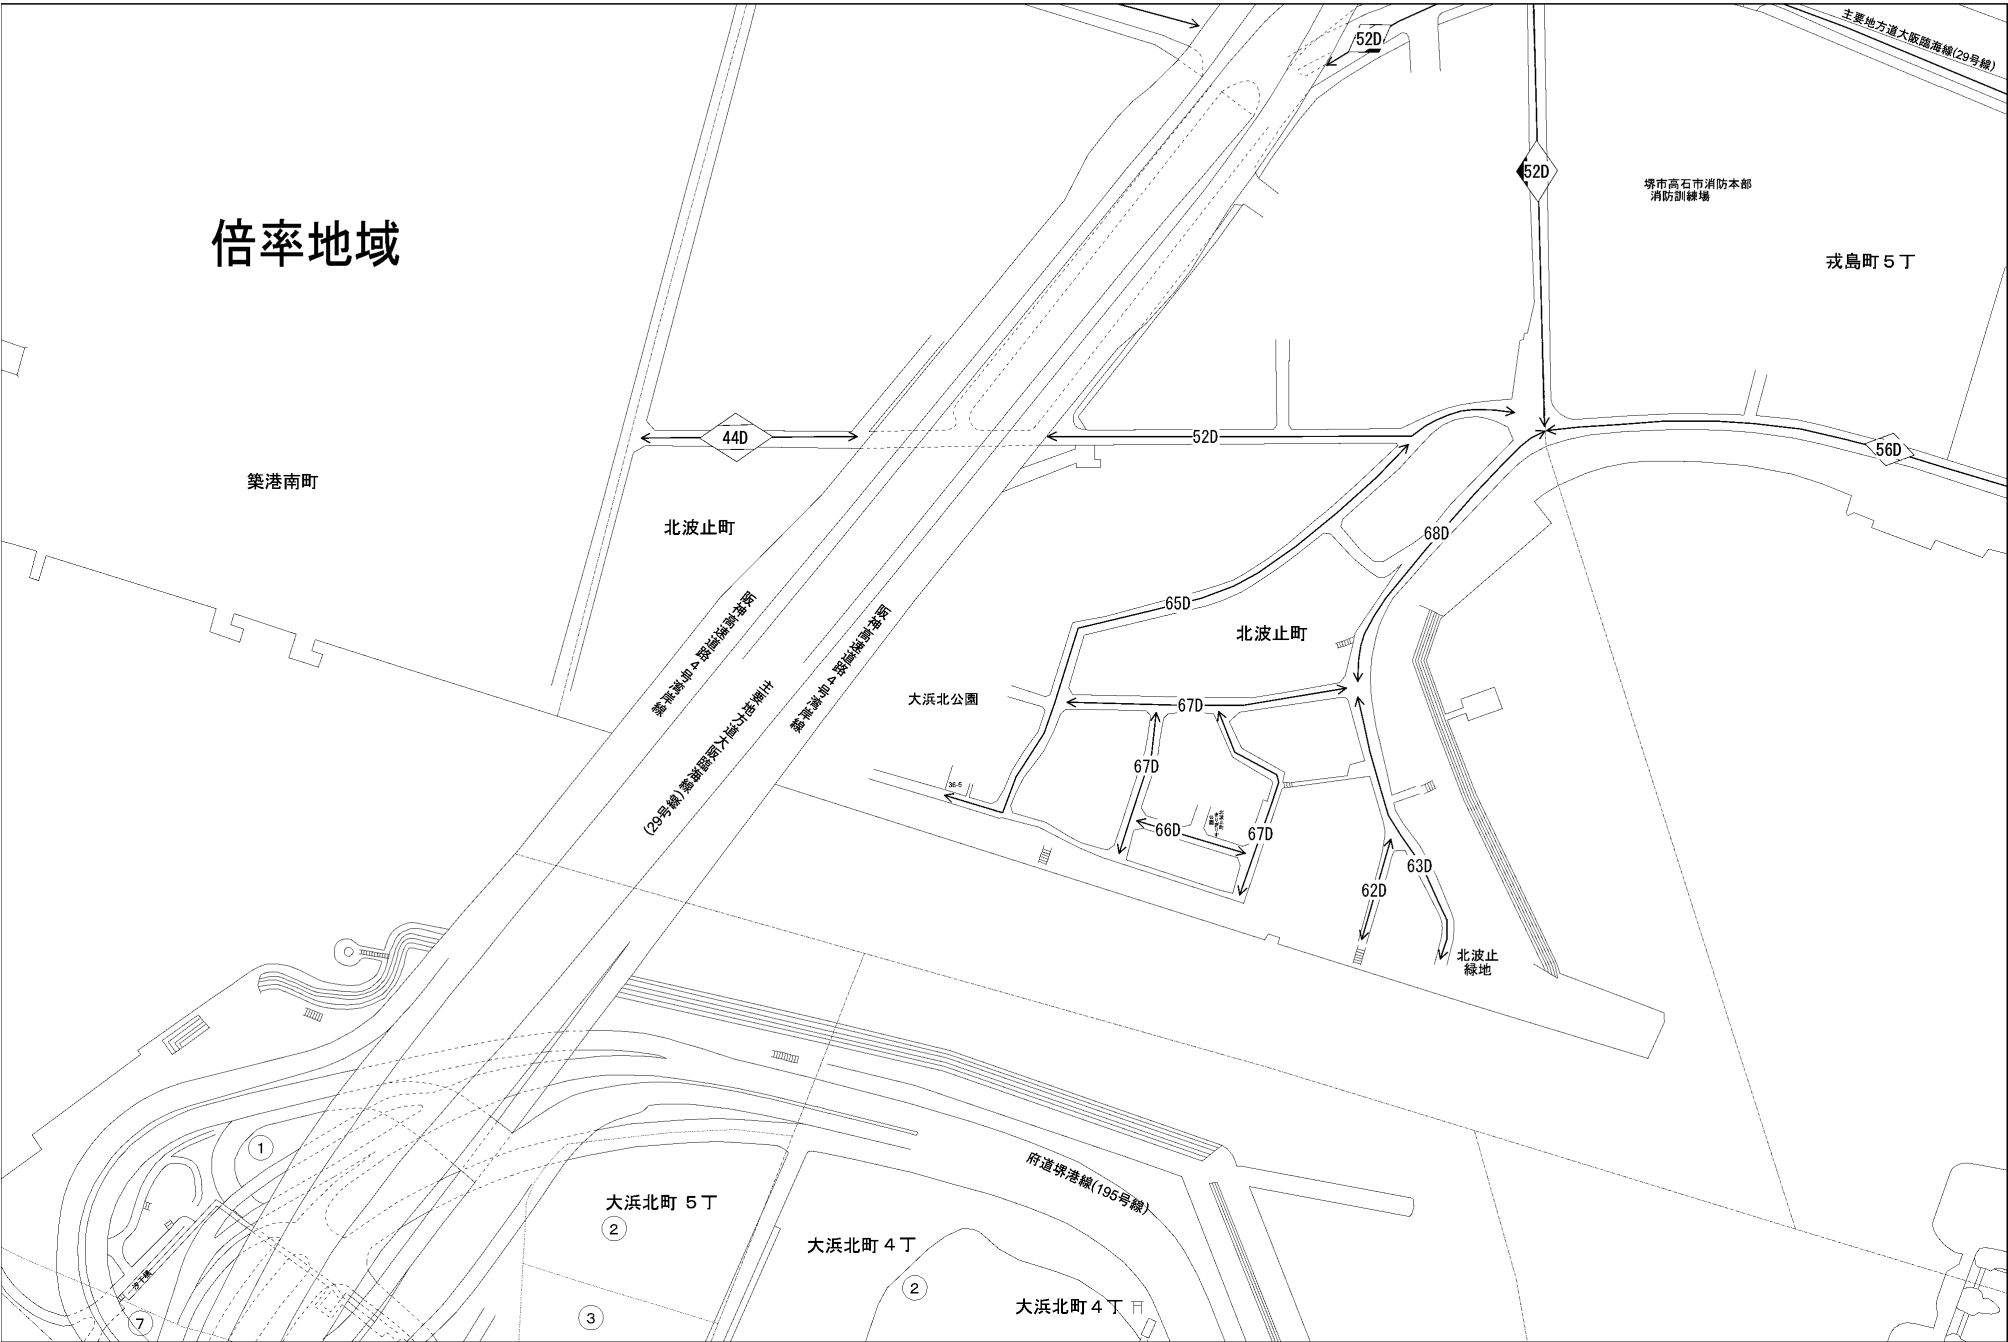 52D
主要地方道大阪臨海線(29号線)
52D
堺市高石市消防本部
消防訓練場
倍率地域
戎島町５丁
44D
52D
56D
築港南町
北波止町
68D
阪神高速道路４号湾岸線
阪神高速道路４号湾岸線
65D
北波止町
主要地方道大阪臨海線
(29号線)
大浜北公園
67D
67D
36-5
66D
67D
63D
62D
北波止
緑地
1
府道堺港線(195号線)
大浜北町 ５丁
2
大浜北町４丁
2
大浜北町４丁
3
7